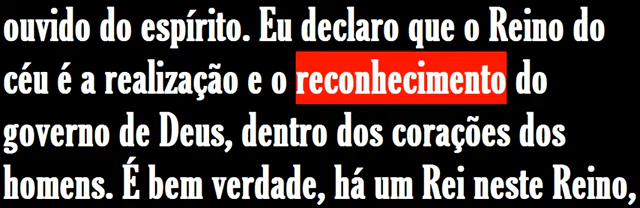 ouvido do espírito. Eu declaro que o Reino do
céu é a realização e o reconhecimento do
governo de Deus, dentro dos corações dos
homens. É bem verdade, há um Rei neste Reino,